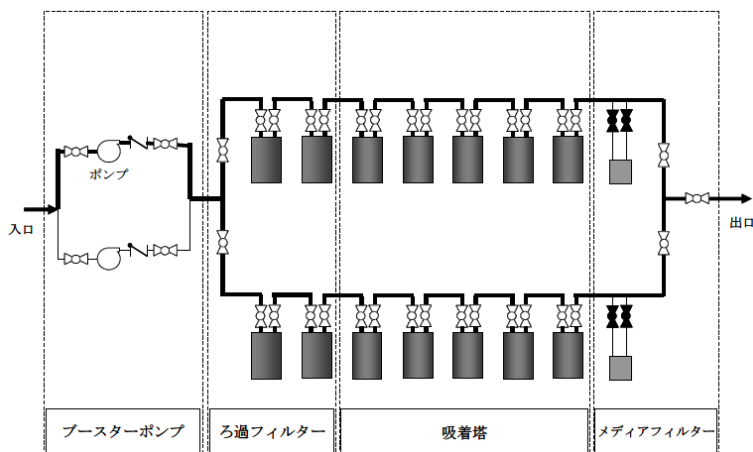 ポンプ
入口
出口
ブースターポンプ
ろ過フィルター
吸着塔
メディアフィルター